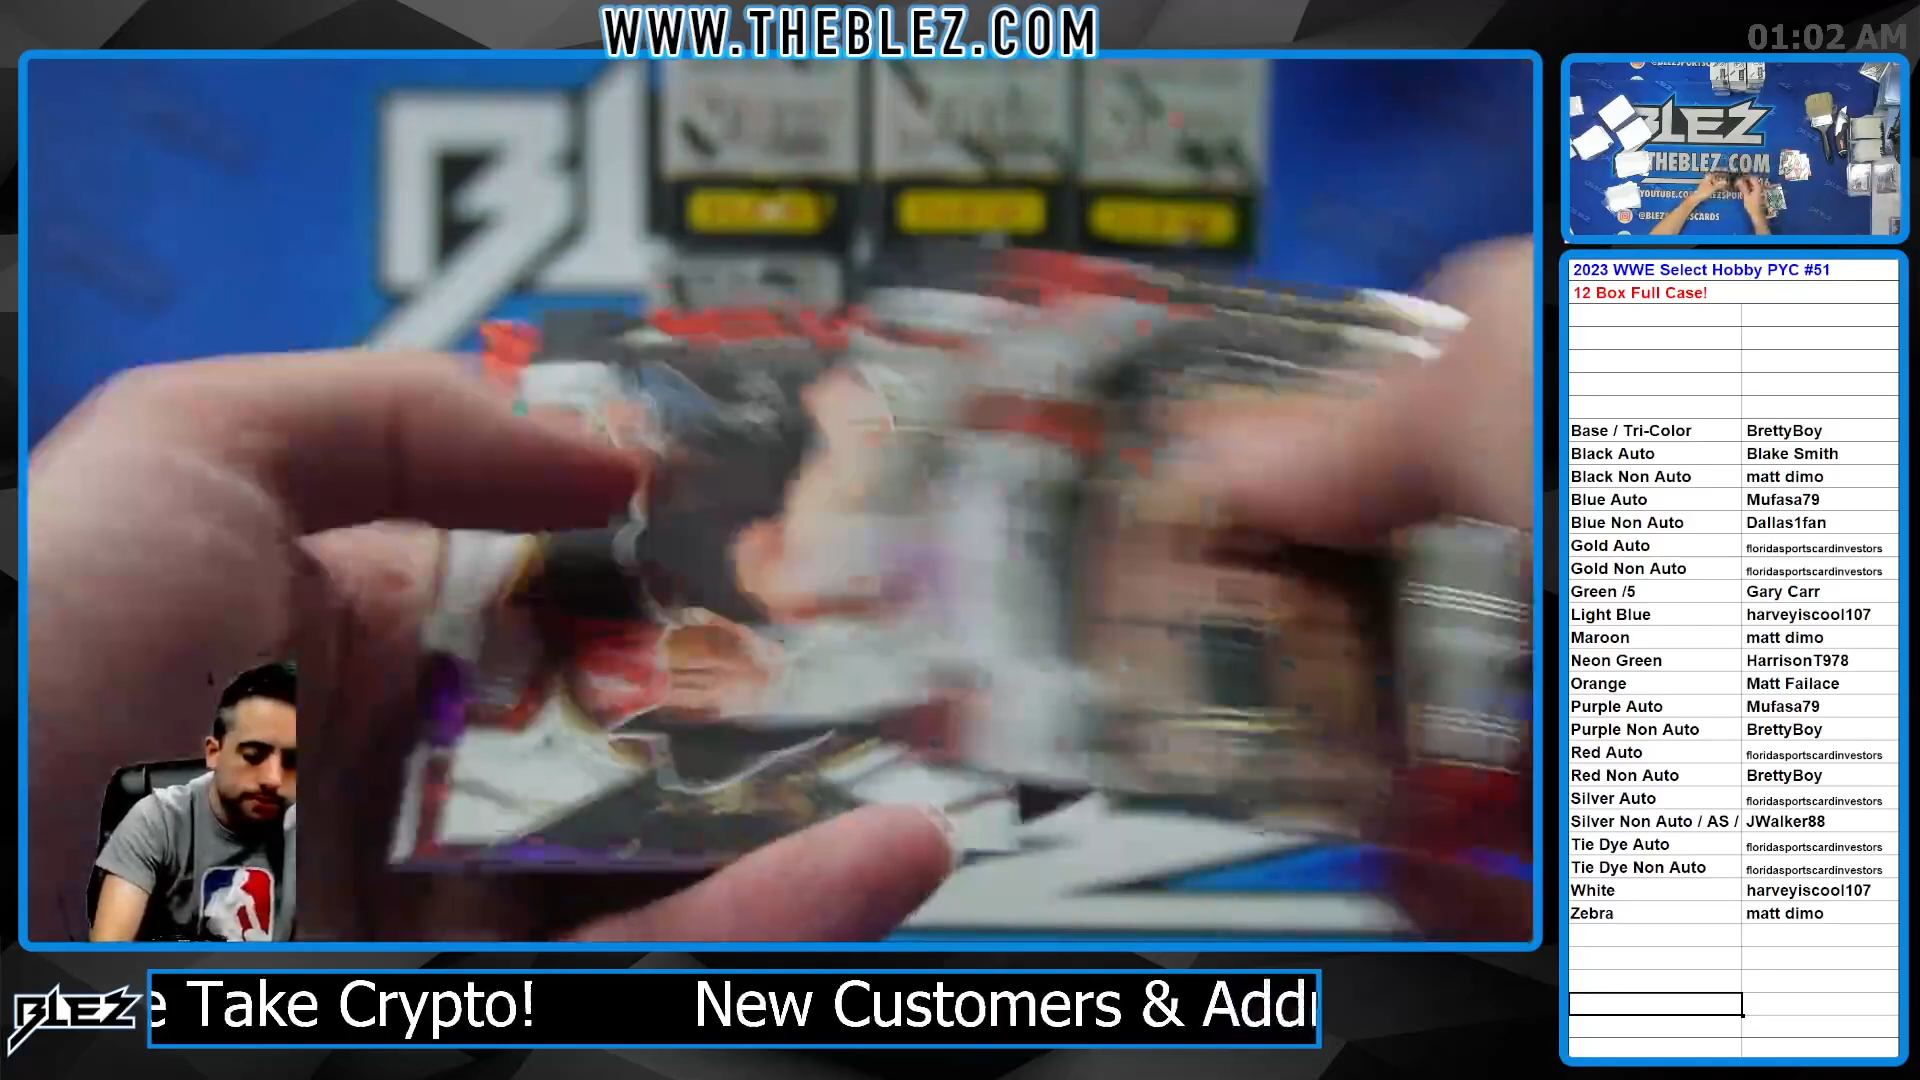 WWW.THEBLEZ.COM
01:02 AM
BLEZ
THEBLEZ.COM
2023 WWE Select Hobby PYC #51
12 Box Full Case!
Base / Tri-Color BrettyBoy
Black Auto Blake Smith
Black Non Auto matt dimo
Blue Auto Mufasa79
Blue Non Auto Dallas1fan
Gold Auto floridasportscardinvestors
Gold Non Auto floridasportscardinvestors
Green /5 Gary Carr
Light Blue harveyiscool107
Maroon matt dimo
Neon Green HarrisonT978
Orange Matt Failace
Purple Auto Mufasa79
Purple Non Auto BrettyBoy
Red Auto floridasportscardinvestors
Red Non Auto BrettyBoy
Silver Auto floridasportscardinvestors
Silver Non Auto / AS / JWalker88
Tie Dye Auto floridasportscardinvestors
Tie Dye Non Auto floridasportscardinvestors
White harveyiscool107
Zebra matt dimo
BLEZ
e Take Crypto! New Customers & Add